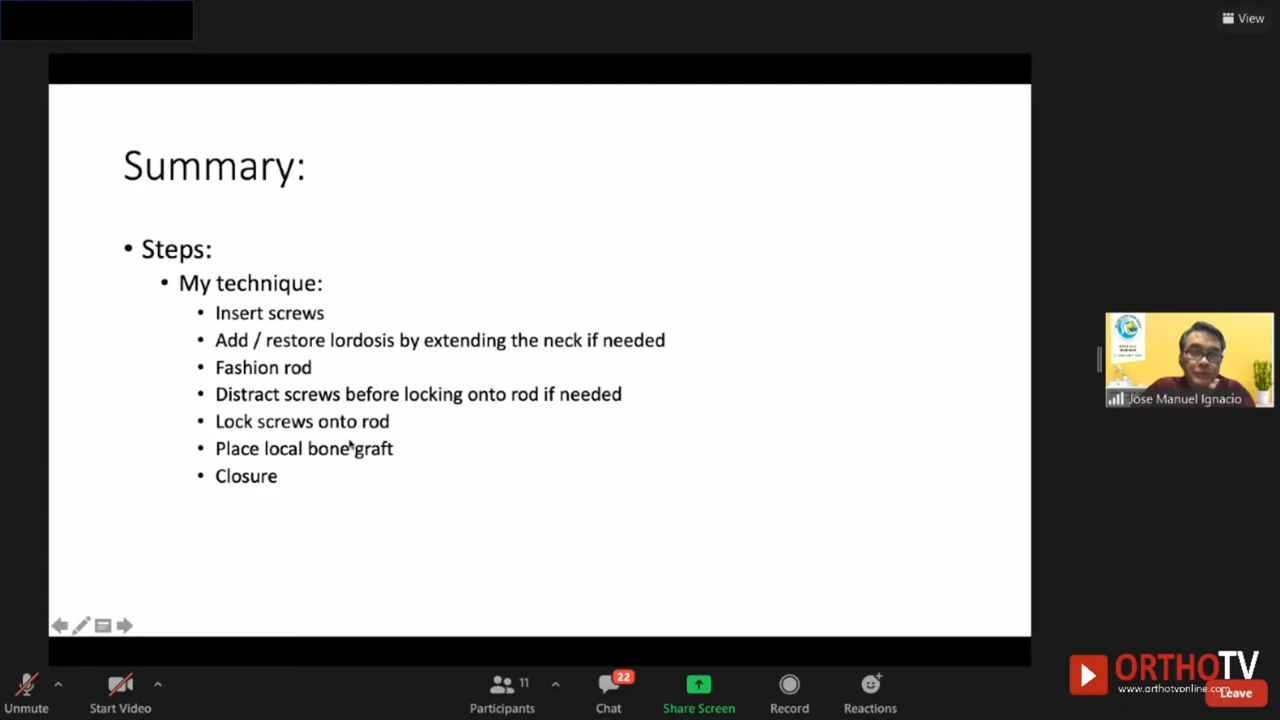 View
Summary:
• Steps:
• My technique:
• Insert screws
• Add / restore lordosis by extending the neck if needed
• Fashion rod
• Distract screws before locking onto rod if needed
• Lock screws onto rod
• Place local bone graft
• Closure
Jose Manuel Ignacio
Unmute
Start Video
11
Participants
22
Chat
Share Screen
Record
Reactions
ORTHOTV
www.orthotvonline.com
Leave